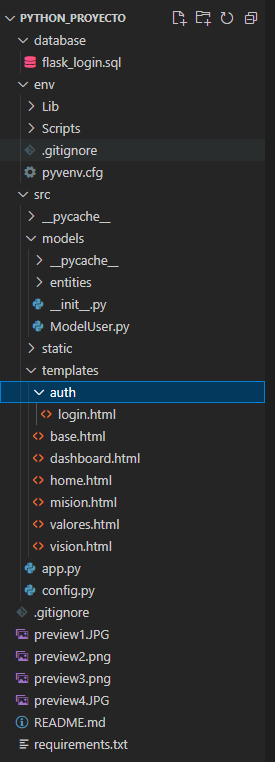 PYTHON_PROYECTO
database
flask_login.sql
env
Lib
Scripts
.gitignore
pyvenv.cfg
src
__pycache__
models
__pycache__
entities
__init__.py
ModelUser.py
static
templates
auth
login.html
base.html
dashboard.html
home.html
mision.html
valores.html
vision.html
app.py
config.py
.gitignore
preview1.JPG
preview2.png
preview3.png
preview4.JPG
README.md
requirements.txt